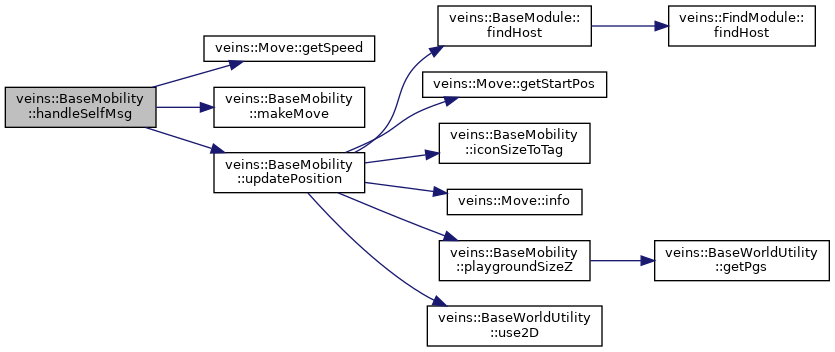 veins::BaseMobility
::handleSelfMsg
veins::Move::getSpeed
veins::BaseMobility
::makeMove
veins::BaseMobility
::updatePosition
veins::BaseModule::
findHost
veins::FindModule::
findHost
veins::Move::getStartPos
veins::BaseMobility
::iconSizeToTag
veins::Move::info
veins::BaseMobility
::playgroundSizeZ
veins::BaseWorldUtility
::getPgs
veins::BaseWorldUtility
::use2D